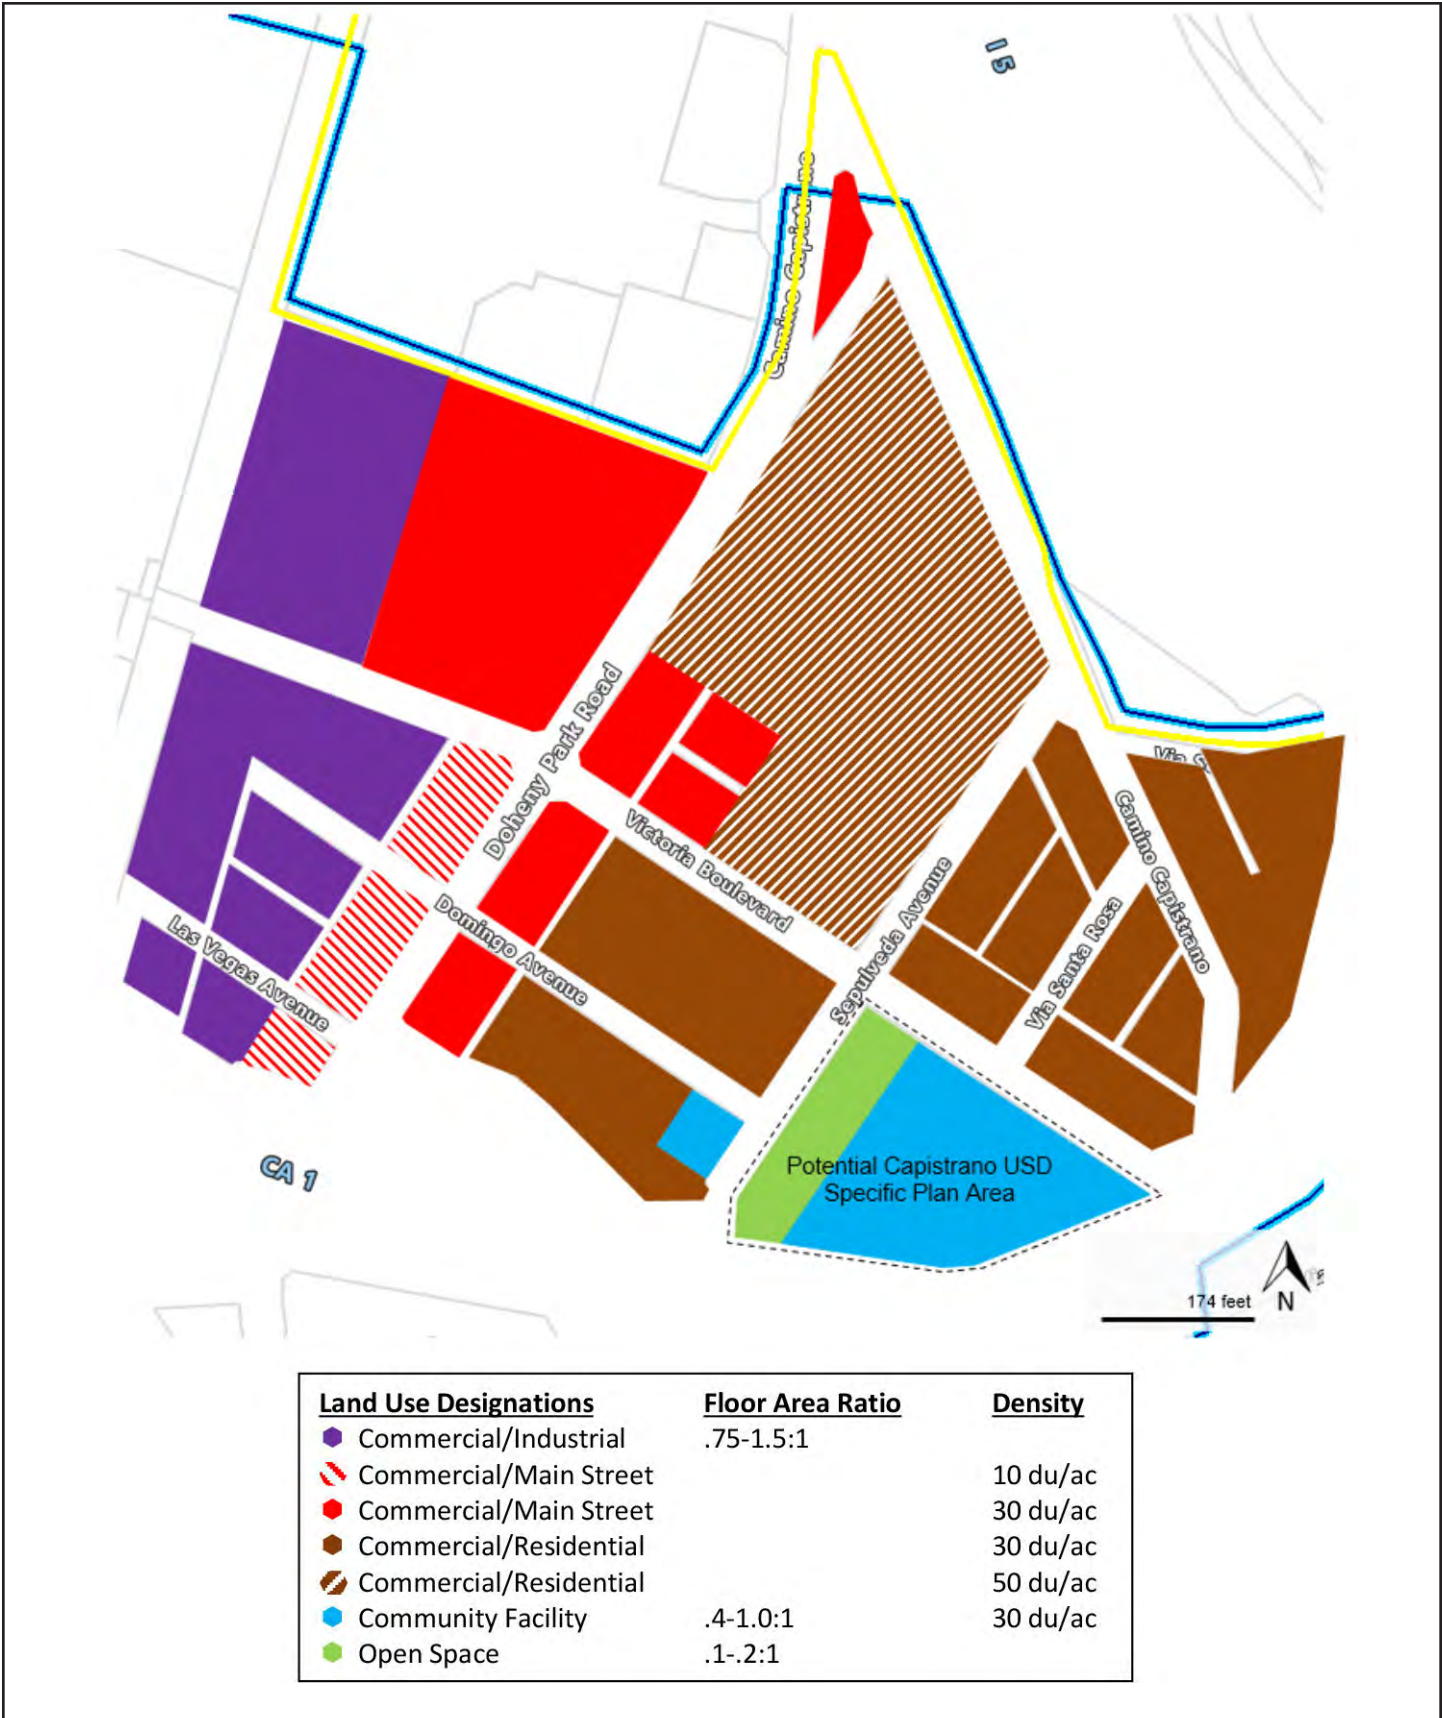 I 5
Camino Capistrano
Doheny Park Road
Via
Victoria Boulevard
Camino Capistrano
Sepulveda Avenue
Domingo Avenue
Via Santa Rosa
Las Vegas Avenue
CA 1
Potential Capistrano USD
Specific Plan Area
174 feet
N
Land Use Designations Floor Area Ratio Density
Commercial/Industrial .75-1.5:1
Commercial/Main Street 10 du/ac
Commercial/Main Street 30 du/ac
Commercial/Residential 30 du/ac
Commercial/Residential 50 du/ac
Community Facility .4-1.0:1 30 du/ac
Open Space .1-.2:1